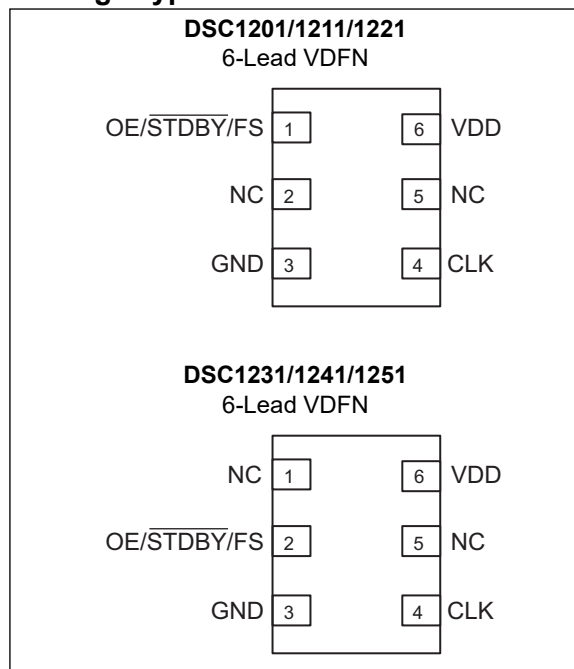 DSC1201/1211/1221
6-Lead VDFN
OE/STDBY/FS 1 6 VDD
NC 2 5 NC
GND 3 4 CLK
DSC1231/1241/1251
6-Lead VDFN
NC 1 6 VDD
OE/STDBY/FS 2 5 NC
GND 3 4 CLK